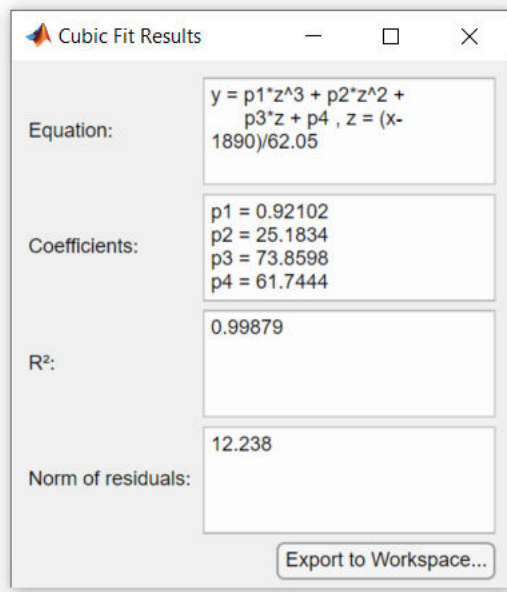 Cubic Fit Results
Equation:
y = p1*z^3 + p2*z^2 +
p3*z + p4 , z = (x-
1890)/62.05
Coefficients:
p1 = 0.92102
p2 = 25.1834
p3 = 73.8598
p4 = 61.7444
R²:
0.99879
Norm of residuals:
12.238
Export to Workspace...